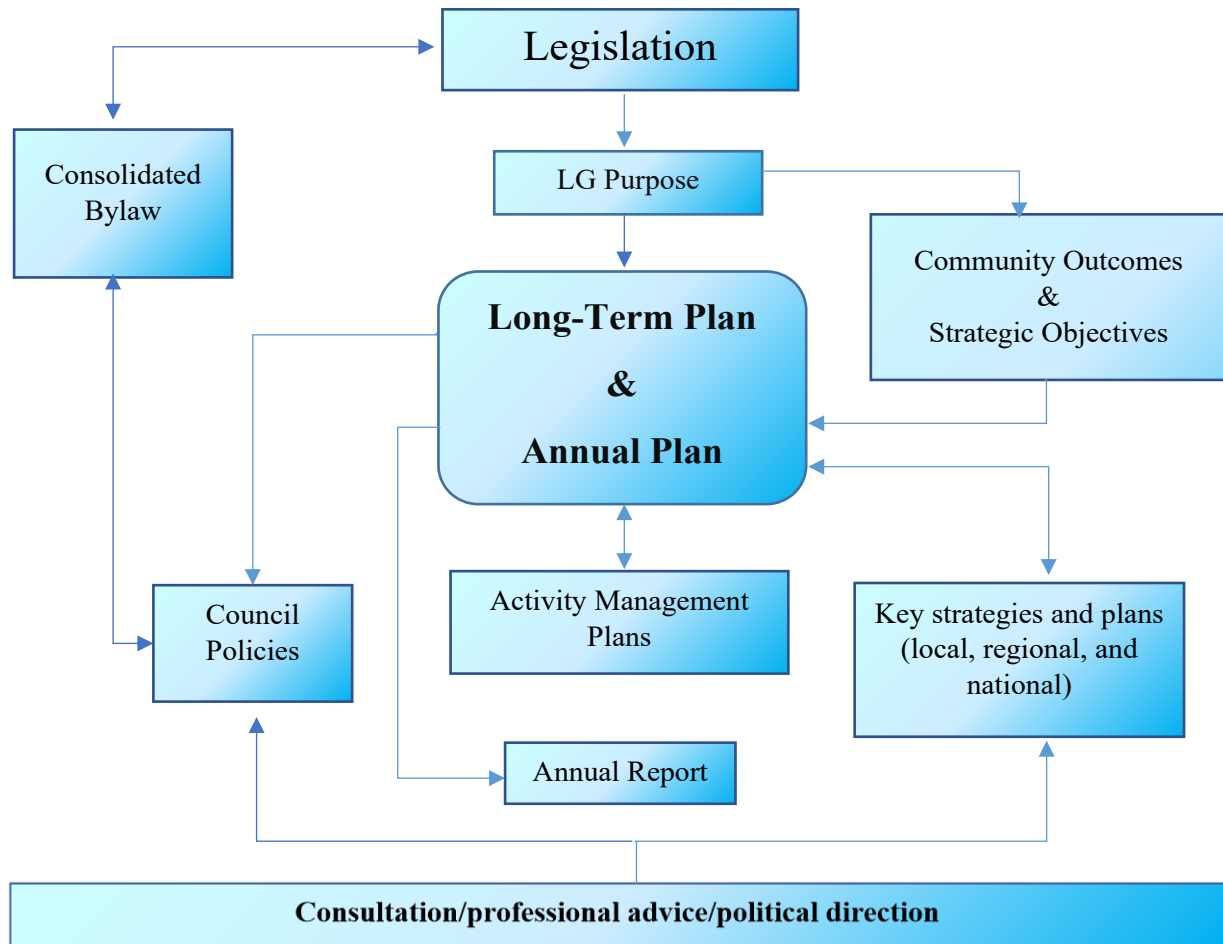 Legislation
Consolidated
Bylaw
LG Purpose
Community Outcomes
&
Strategic Objectives
Long-Term Plan
&
Annual Plan
Council
Policies
Activity Management
Plans
Key strategies and plans
(local, regional, and
national)
Annual Report
Consultation/professional advice/political direction